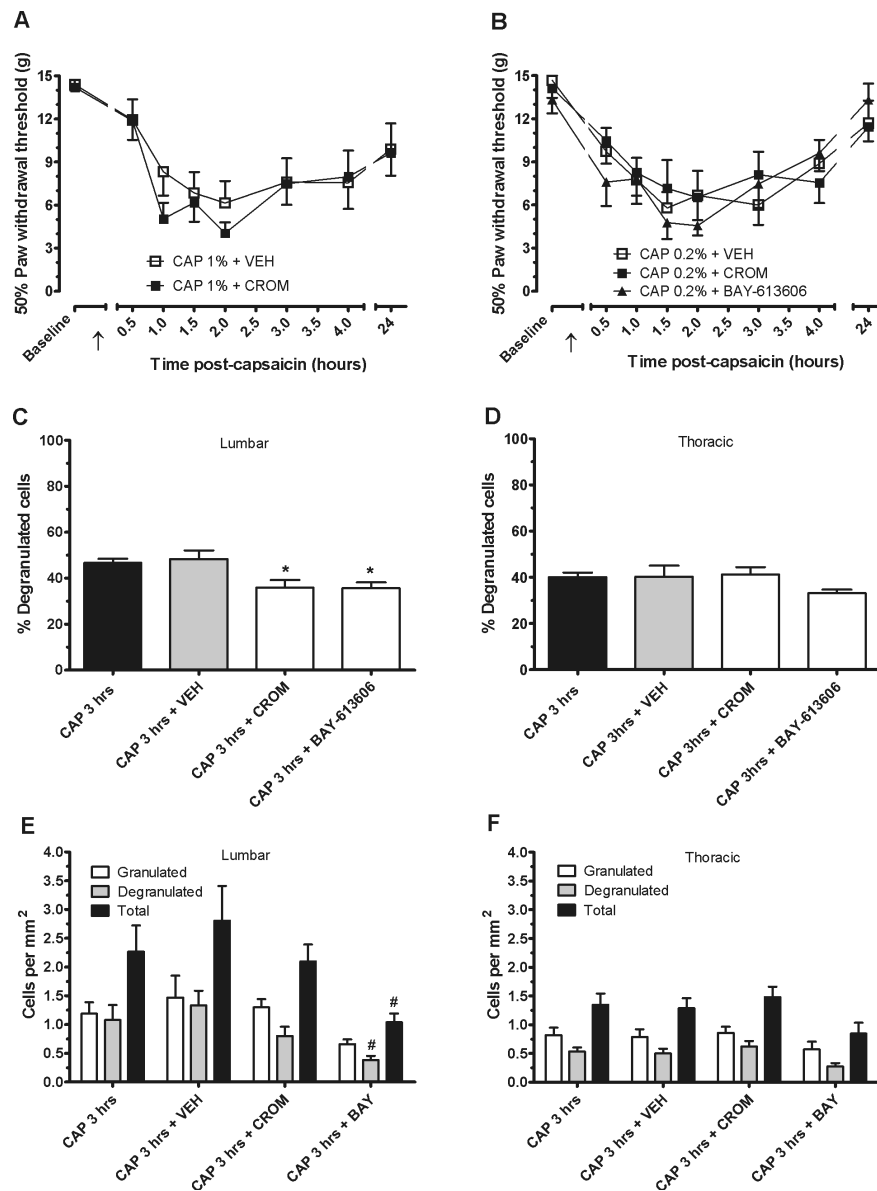 A
50% Paw withdrawal threshold (g)
15
12
9
6
3
0
CAP 1% + VEH
CAP 1% + CROM
Baseline
↑
0.5
1.0
1.5
2.0
2.5
3.0
3.5
4.0
24
Time post-capsaicin (hours)
B
50% Paw withdrawal threshold (g)
15
12
9
6
3
0
CAP 0.2% + VEH
CAP 0.2% + CROM
CAP 0.2% + BAY-613606
Baseline
↑
0.5
1.0
1.5
2.0
2.5
3.0
3.5
4.0
24
Time post-capsaicin (hours)
C
Lumbar
% Degranulated cells
100
80
60
40
20
0
*
*
CAP 3 hrs
CAP 3 hrs + VEH
CAP 3 hrs + CROM
CAP 3 hrs + BAY-613606
D
Thoracic
% Degranulated cells
100
80
60
40
20
0
CAP 3 hrs
CAP 3hrs + VEH
CAP 3hrs + CROM
CAP 3hrs + BAY-613606
E
Lumbar
Cells per mm²
4.0
3.5
3.0
2.5
2.0
1.5
1.0
0.5
0.0
Granulated
Degranulated
Total
#
#
CAP 3 hrs
CAP 3 hrs + VEH
CAP 3 hrs + CROM
CAP 3 hrs + BAY
F
Thoracic
Cells per mm²
4.0
3.5
3.0
2.5
2.0
1.5
1.0
0.5
0.0
Granulated
Degranulated
Total
CAP 3 hrs
CAP 3 hrs + VEH
CAP 3 hrs + CROM
CAP 3 hrs + BAY